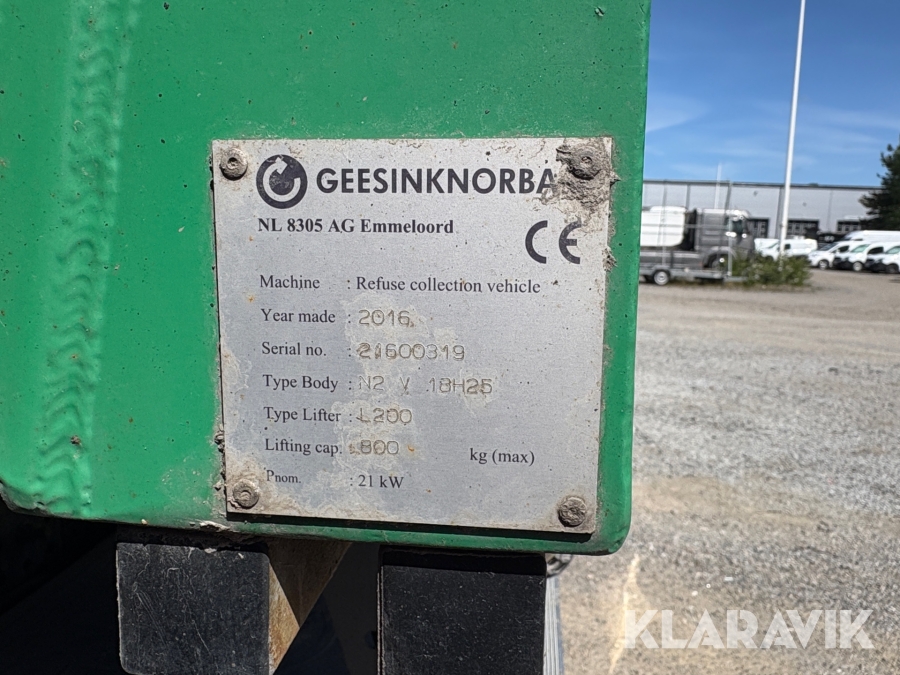 GEESINKNORBA
NL 8305 AG Emmeloord
CE
Machine : Refuse collection vehicle
Year made : 2016
Serial no. : 21600319
Type Body : N2 V 18H25
Type Lifter : L200
Lifting cap. : 800 kg (max)
Pnom. : 21 kW
KLARAVIK